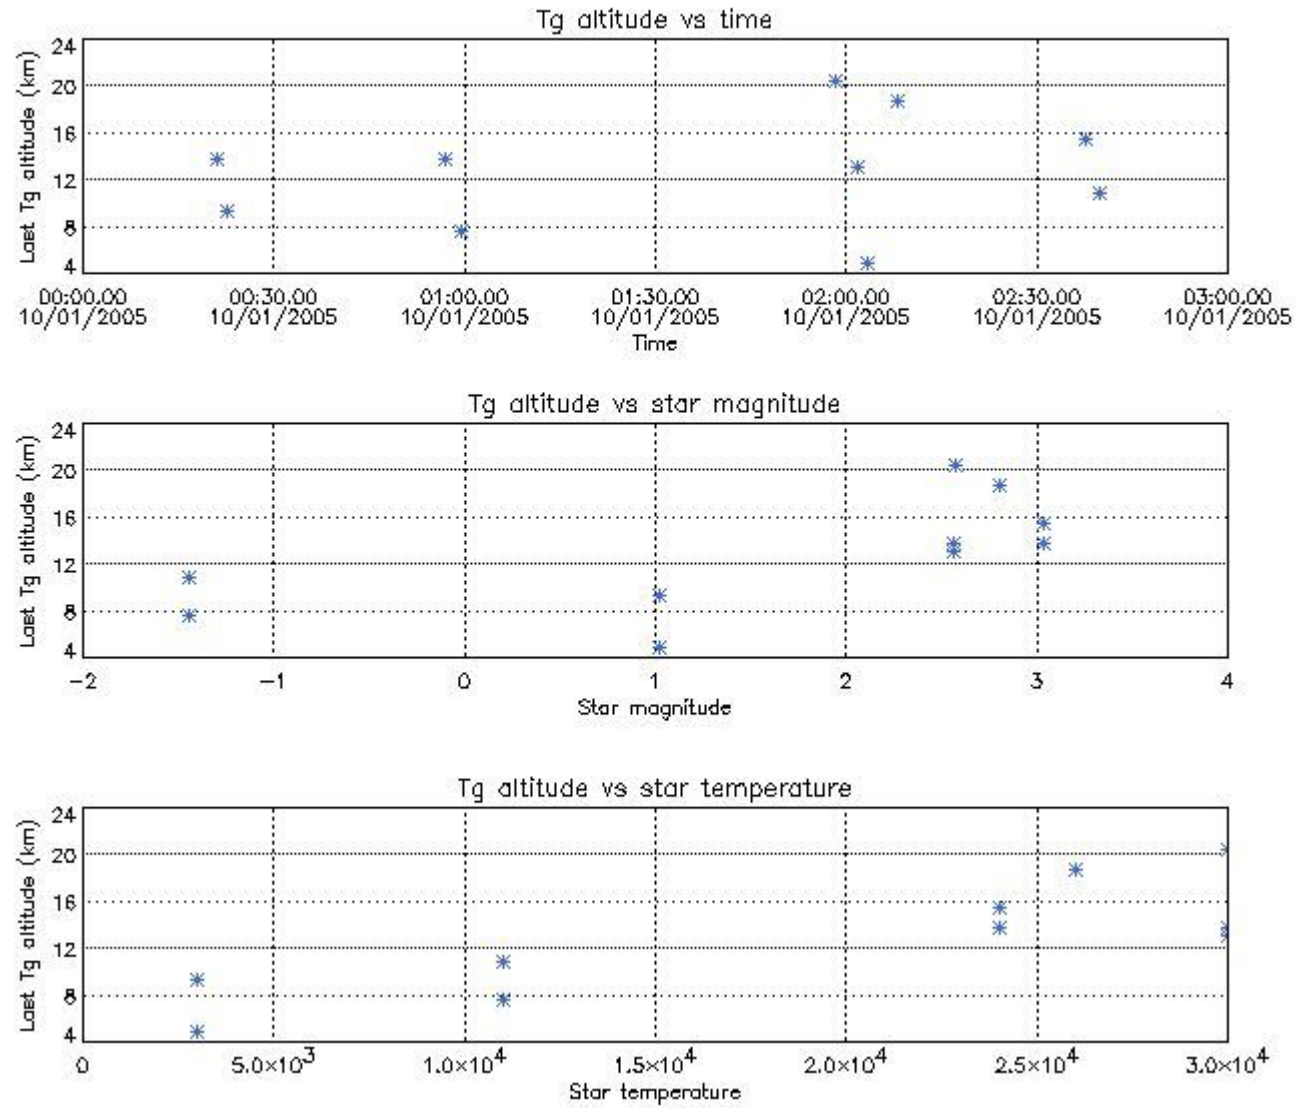 Tg altitude vs time
Last Tg altitude (km)
24
20
16
12
8
4
00:00.00 00:30.00 01:00.00 01:30.00 02:00.00 02:30.00 03:00.00
10/01/2005 10/01/2005 10/01/2005 10/01/2005 10/01/2005 10/01/2005 10/01/2005
Time
Tg altitude vs star magnitude
Last Tg altitude (km)
24
20
16
12
8
4
−2 −1 0 1 2 3 4
Star magnitude
Tg altitude vs star temperature
Last Tg altitude (km)
24
20
16
12
8
4
0 5.0×10³ 1.0×10⁴ 1.5×10⁴ 2.0×10⁴ 2.5×10⁴ 3.0×10⁴
Star temperature